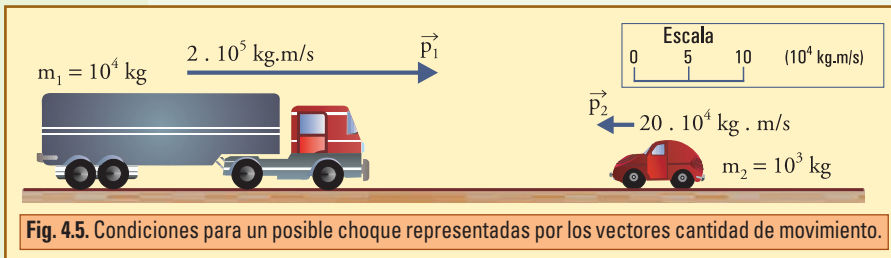 m₁ = 10⁴ kg
2 . 10⁵ kg.m/s
p⃗₁
Escala
0 5 10 (10⁴ kg.m/s)
p⃗₂
20 . 10⁴ kg . m/s
m₂ = 10³ kg
Fig. 4.5. Condiciones para un posible choque representadas por los vectores cantidad de movimiento.